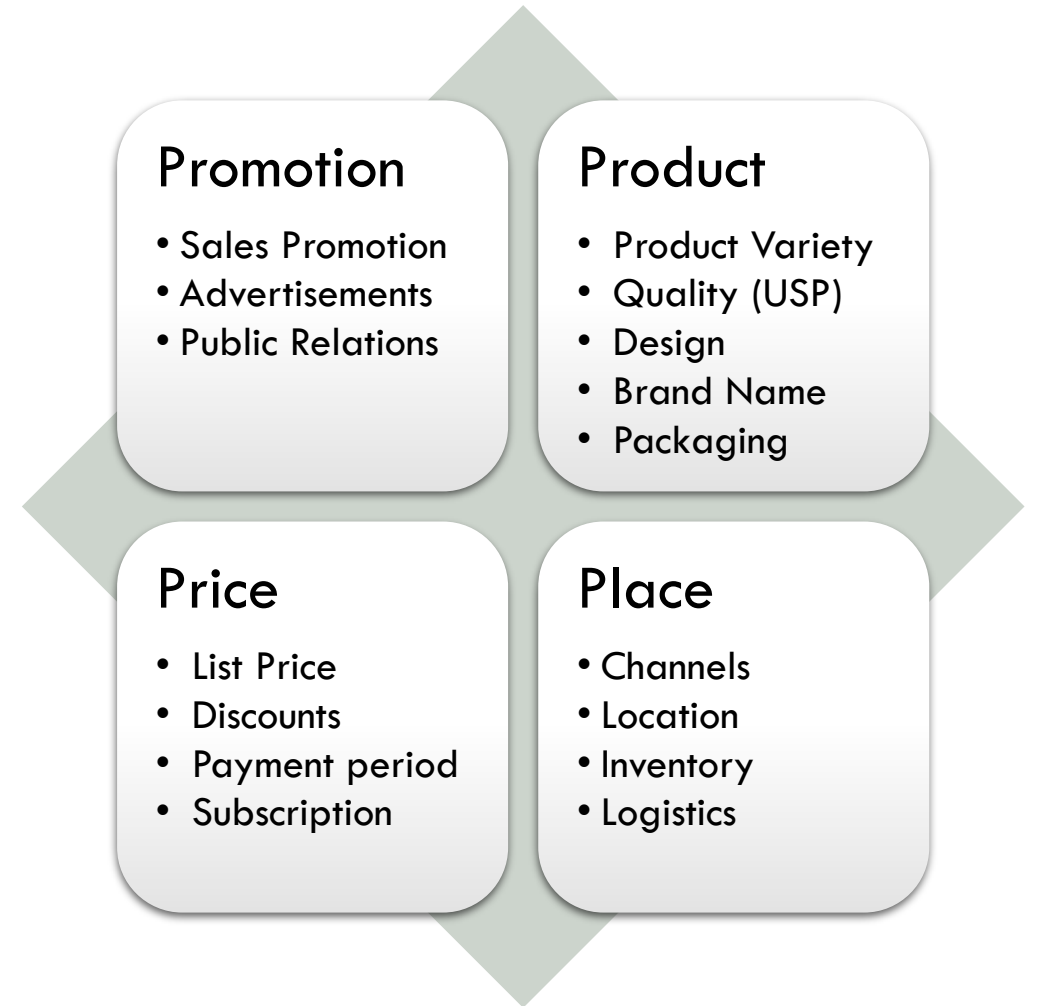 Promotion
• Sales Promotion
• Advertisements
• Public Relations
Product
• Product Variety
• Quality (USP)
• Design
• Brand Name
• Packaging
Price
• List Price
• Discounts
• Payment period
• Subscription
Place
• Channels
• Location
• Inventory
• Logistics